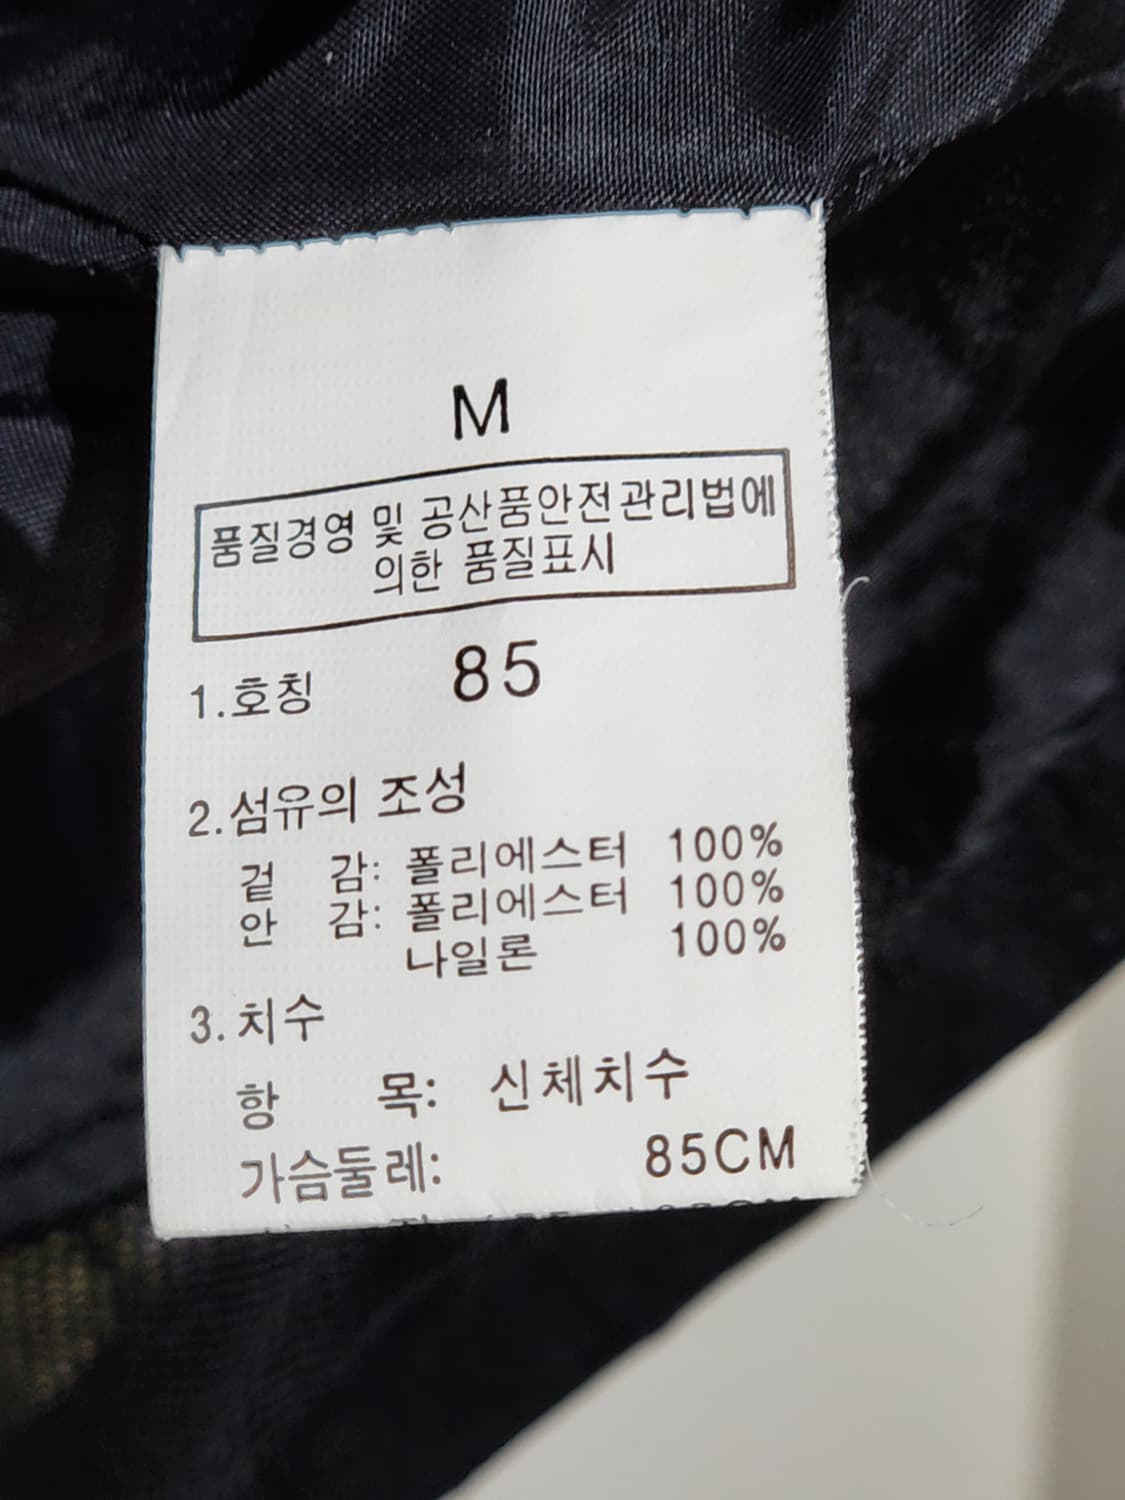 M
품질경영 및 공산품안전관리법에
의한 품질표시
1.호칭 85
2.섬유의 조성
겉 감: 폴리에스터 100%
안 감: 폴리에스터 100%
나일론 100%
3.치수
항 목: 신체치수
가슴둘레: 85CM